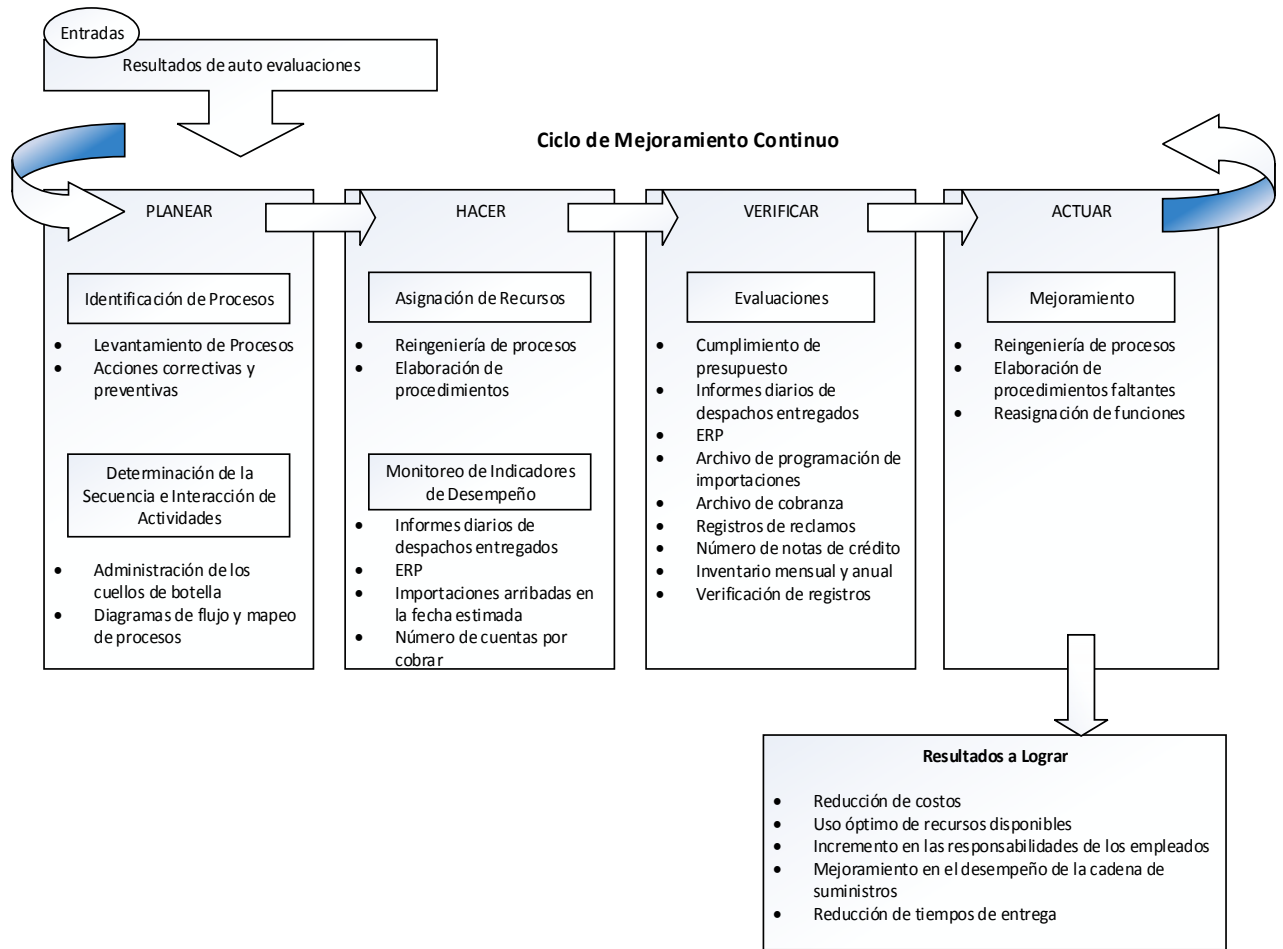 Entradas
Resultados de auto evaluaciones
Ciclo de Mejoramiento Continuo
PLANEAR
Identificación de Procesos
• Levantamiento de Procesos
• Acciones correctivas y
preventivas
Determinación de la
Secuencia e Interacción de
Actividades
• Administración de los
cuellos de botella
• Diagramas de flujo y mapeo
de procesos
HACER
Asignación de Recursos
• Reingeniería de procesos
• Elaboración de
procedimientos
Monitoreo de Indicadores
de Desempeño
• Informes diarios de
despachos entregados
• ERP
• Importaciones arribadas en
la fecha estimada
• Número de cuentas por
cobrar
VERIFICAR
Evaluaciones
• Cumplimiento de
presupuesto
• Informes diarios de
despachos entregados
• ERP
• Archivo de programación de
importaciones
• Archivo de cobranza
• Registros de reclamos
• Número de notas de crédito
• Inventario mensual y anual
• Verificación de registros
ACTUAR
Mejoramiento
• Reingeniería de procesos
• Elaboración de
procedimientos faltantes
• Reasignación de funciones
Resultados a Lograr
• Reducción de costos
• Uso óptimo de recursos disponibles
• Incremento en las responsabilidades de los empleados
• Mejoramiento en el desempeño de la cadena de
suministros
• Reducción de tiempos de entrega